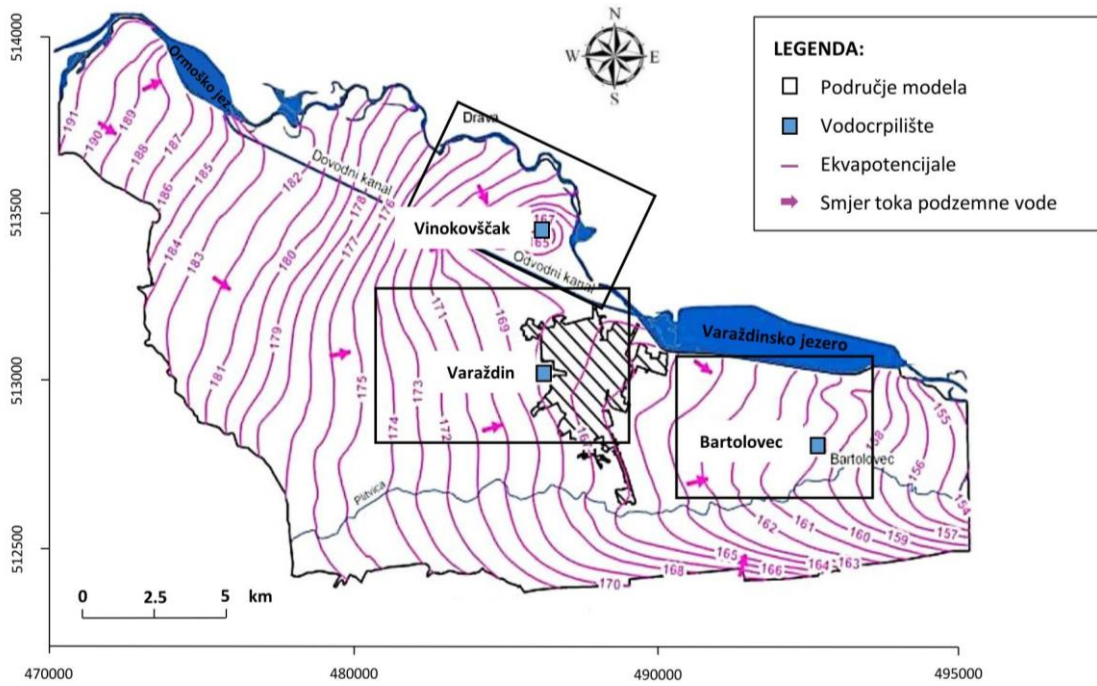 N
W E
S
LEGENDA:
Područje modela
Vodocrpilište
Ekvapotencijale
Smjer toka podzemne vode
514000
513500
513000
512500
Ormoško jez.
Drava
Dovodni kanal
Vinokovščak
Odvodni kanal
Varaždinsko jezero
Varaždin
Bartolovec
Bartolovec
Plitvica
191
190
189
188
187
186
185
184
183
182
181
180
179
178
177
176
175
174
173
172
171
169
167
165
170
168
165
166
164
163
162
161
160
159
158
157
156
155
154
0 2.5 5 km
470000 480000 490000 495000